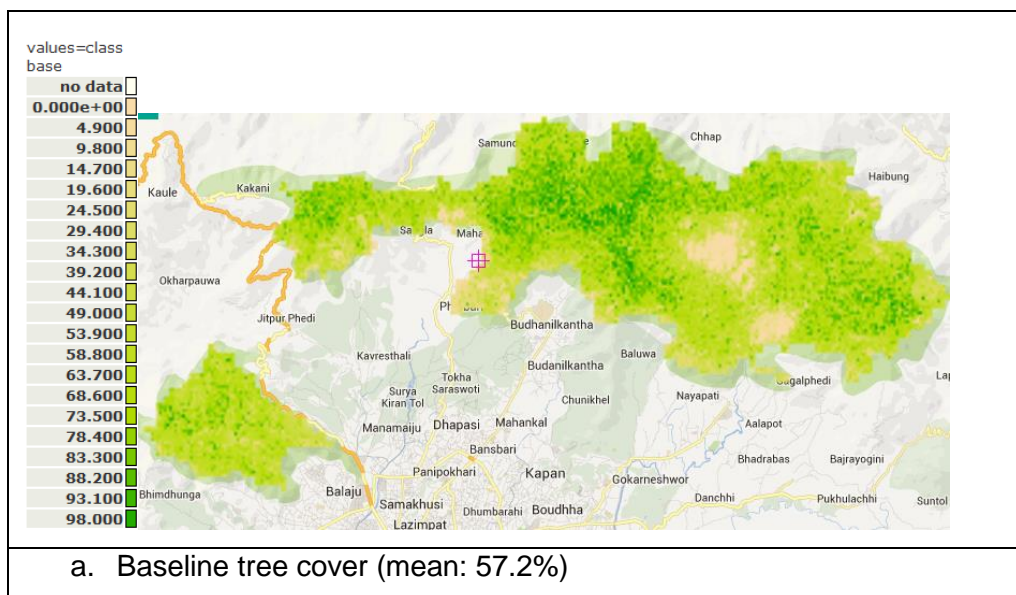 values=class
base
no data
0.000e+00
4.900
9.800
14.700
19.600
24.500
29.400
34.300
39.200
44.100
49.000
53.900
58.800
63.700
68.600
73.500
78.400
83.300
88.200
93.100
98.000
Chhap
Haibung
Kaule
Kakani
Okharpauwa
Jitpur Phedi
Budhanilkantha
Kavresthali
Budanilkantha
Baluwa
Tokha
Saraswoti
Surya
Kiran Tol
Chunikhel
Nayapati
Manamaiju
Dhapasi
Mahankal
Aalapot
Bansbari
Panipokhari
Kapan
Gokarneshwor
Bhadrabas
Bajrayogini
Bhimdhunga
Balaju
Samakhusi
Dhumbarahi
Boudhha
Danchhi
Pukhulachhi
Suntol
Lazimpat
a. Baseline tree cover (mean: 57.2%)